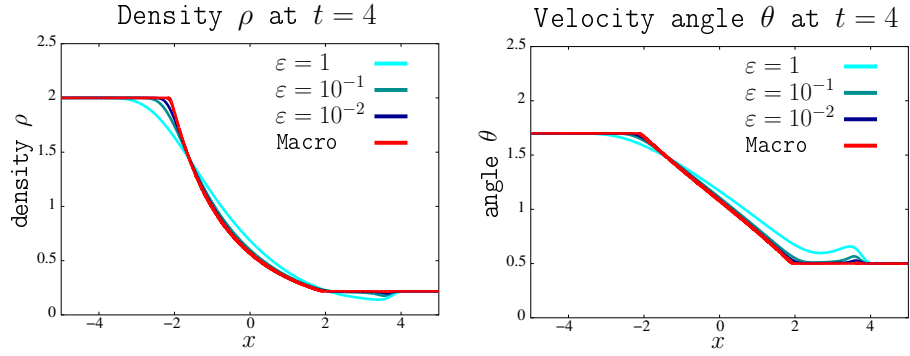 Density ρ at t = 4
2.5
2
1.5
1
0.5
0
density ρ
−4
−2
0
2
4
x
ε = 1
ε = 10⁻¹
ε = 10⁻²
Macro
Velocity angle θ at t = 4
2.5
2
1.5
1
0.5
0
angle θ
−4
−2
0
2
4
x
ε = 1
ε = 10⁻¹
ε = 10⁻²
Macro